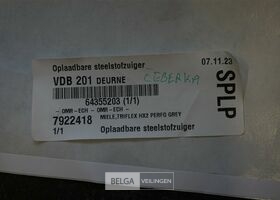 Oplaadbare steelstofzuiger
07.11.23
VDB 201 DEURNE
CEBERKA
64355203 (1/1)
- OMR-ECH - OMR-ECH -
7922418 MIELE,TRIFLEX HX2 PERFO GREY
1/1 Oplaadbare steelstofzuiger
SPLP
BELGA VEILINGEN